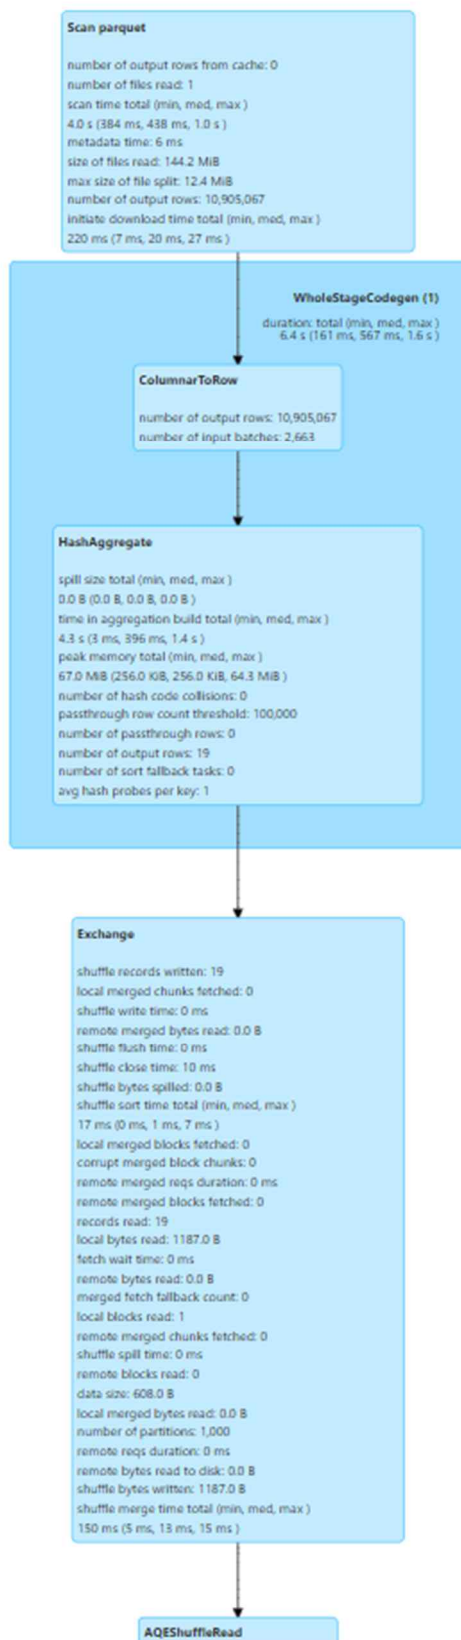 Scan parquet
number of output rows from cache: 0
number of files read: 1
scan time total (min, med, max )
4.0 s (384 ms, 438 ms, 1.0 s )
metadata time: 6 ms
size of files read: 144.2 MiB
max size of file split: 12.4 MiB
number of output rows: 10,905,067
initiate download time total (min, med, max )
220 ms (7 ms, 20 ms, 27 ms )
WholeStageCodegen (1)
duration: total (min, med, max )
6.4 s (161 ms, 567 ms, 1.6 s )
ColumnarToRow
number of output rows: 10,905,067
number of input batches: 2,663
HashAggregate
spill size total (min, med, max )
0.0 B (0.0 B, 0.0 B, 0.0 B )
time in aggregation build total (min, med, max )
4.3 s (3 ms, 396 ms, 1.4 s )
peak memory total (min, med, max )
67.0 MiB (256.0 KiB, 256.0 KiB, 64.3 MiB )
number of hash code collisions: 0
passthrough row count threshold: 100,000
number of passthrough rows: 0
number of output rows: 19
number of sort fallback tasks: 0
avg hash probes per key: 1
Exchange
shuffle records written: 19
local merged chunks fetched: 0
shuffle write time: 0 ms
remote merged bytes read: 0.0 B
shuffle flush time: 0 ms
shuffle close time: 10 ms
shuffle bytes spilled: 0.0 B
shuffle sort time total (min, med, max )
17 ms (0 ms, 1 ms, 7 ms )
local merged blocks fetched: 0
corrupt merged block chunks: 0
remote merged reqs duration: 0 ms
remote merged blocks fetched: 0
records read: 19
local bytes read: 1187.0 B
fetch wait time: 0 ms
remote bytes read: 0.0 B
merged fetch fallback count: 0
local blocks read: 1
remote merged chunks fetched: 0
shuffle spill time: 0 ms
remote blocks read: 0
data size: 608.0 B
local merged bytes read: 0.0 B
number of partitions: 1,000
remote reqs duration: 0 ms
remote bytes read to disk: 0.0 B
shuffle bytes written: 1187.0 B
shuffle merge time total (min, med, max )
150 ms (5 ms, 13 ms, 15 ms )
AQEShuffleRead